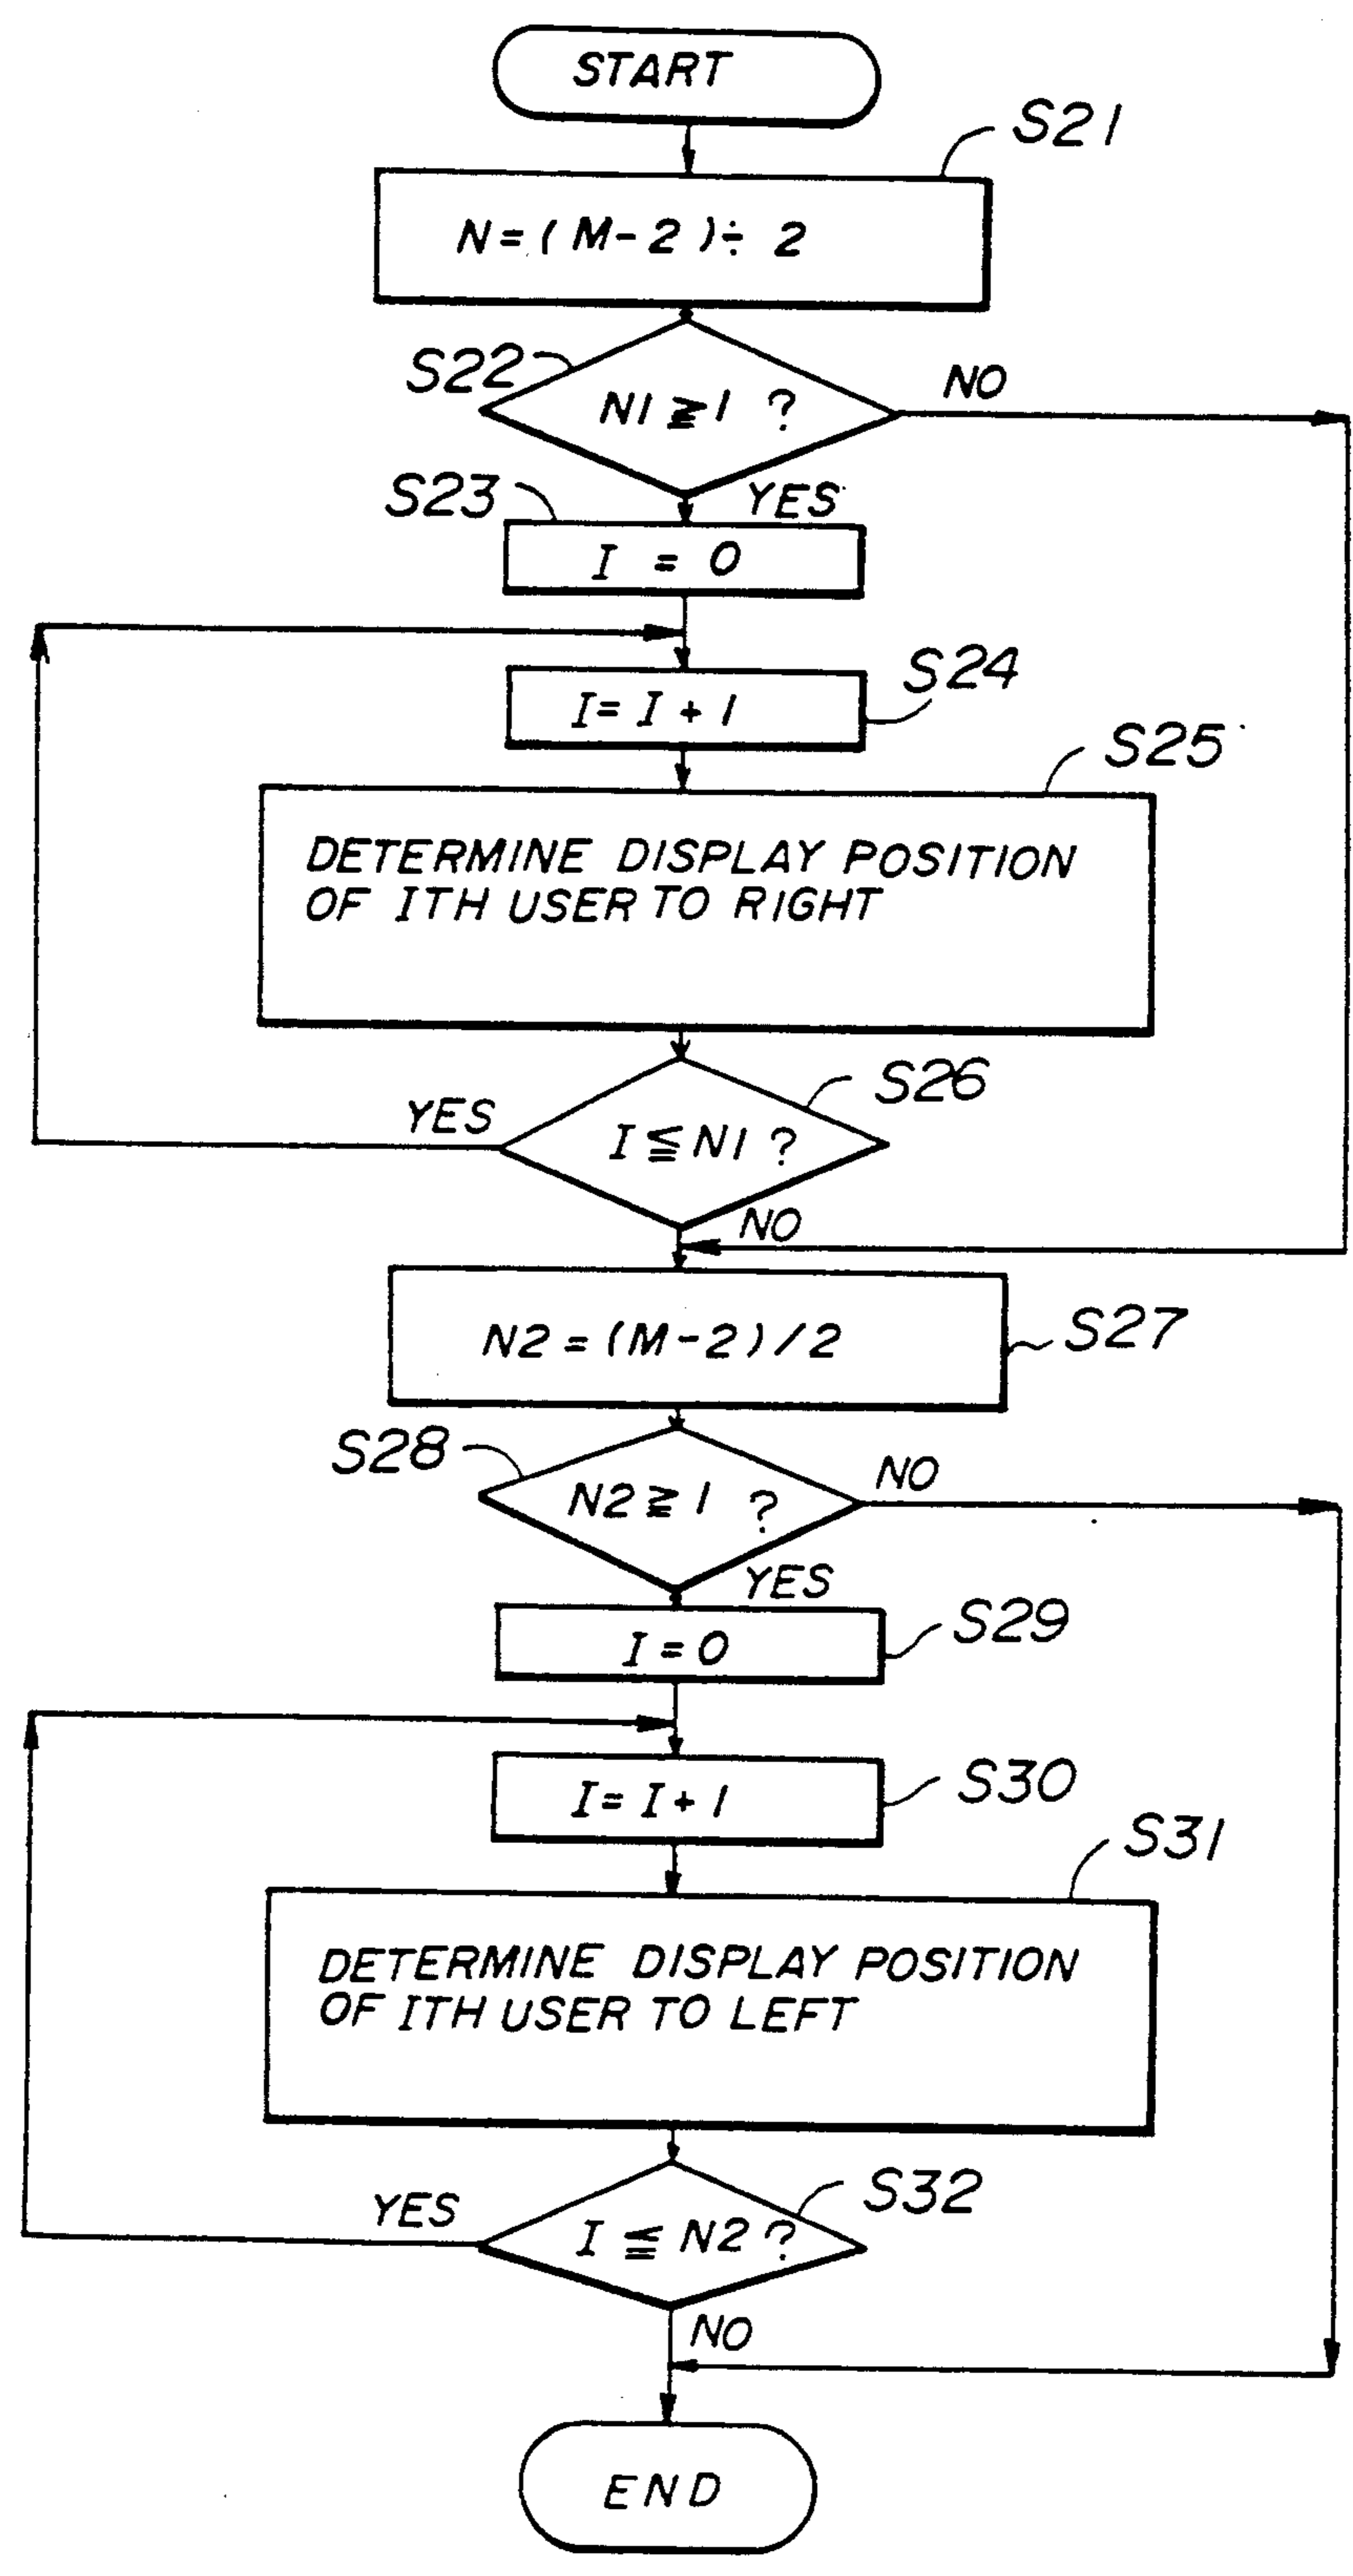 START
S21
N=(M-2)÷ 2
S22
N1≧1 ?
NO
YES
S23
I = 0
S24
I=I+1
S25
DETERMINE DISPLAY POSITION
OF ITH USER TO RIGHT
S26
YES
I≦N1 ?
NO
S27
N2=(M-2)/2
S28
N2≧1 ?
NO
YES
S29
I=0
S30
I=I+1
S31
DETERMINE DISPLAY POSITION
OF ITH USER TO LEFT
S32
YES
I ≦ N2 ?
NO
END